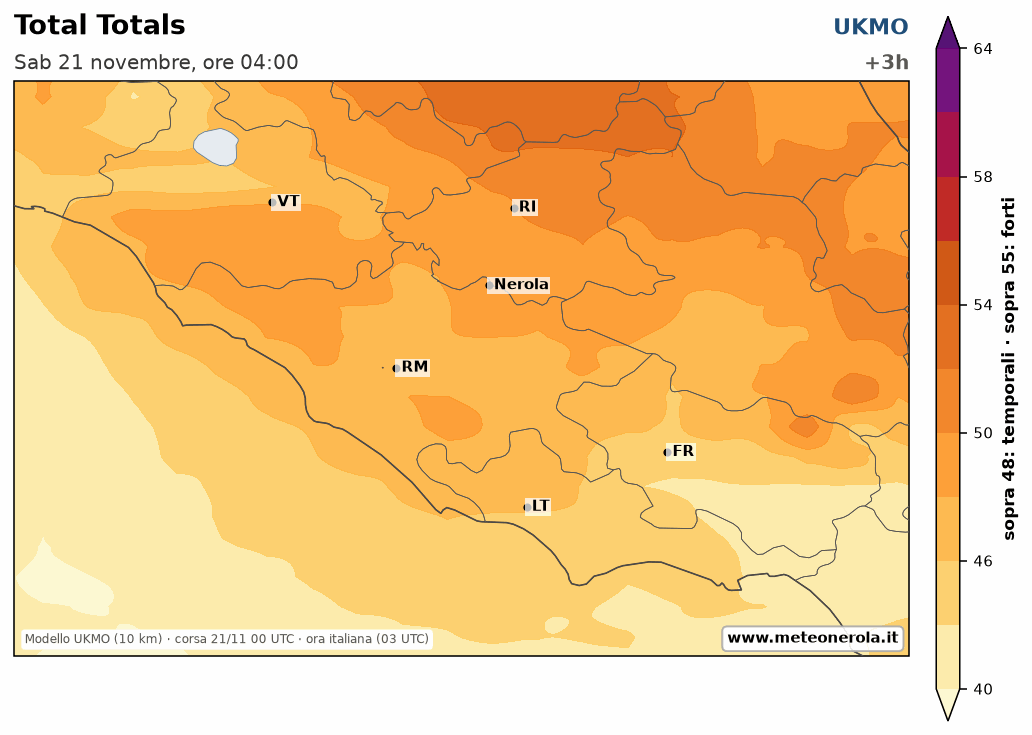 Total Totals
UKMO
Sab 21 novembre, ore 04:00
+3h
VT
RI
Nerola
RM
FR
LT
Modello UKMO (10 km) · corsa 21/11 00 UTC · ora italiana (03 UTC)
www.meteonerola.it
64
58
54
50
46
40
sopra 48: temporali · sopra 55: forti